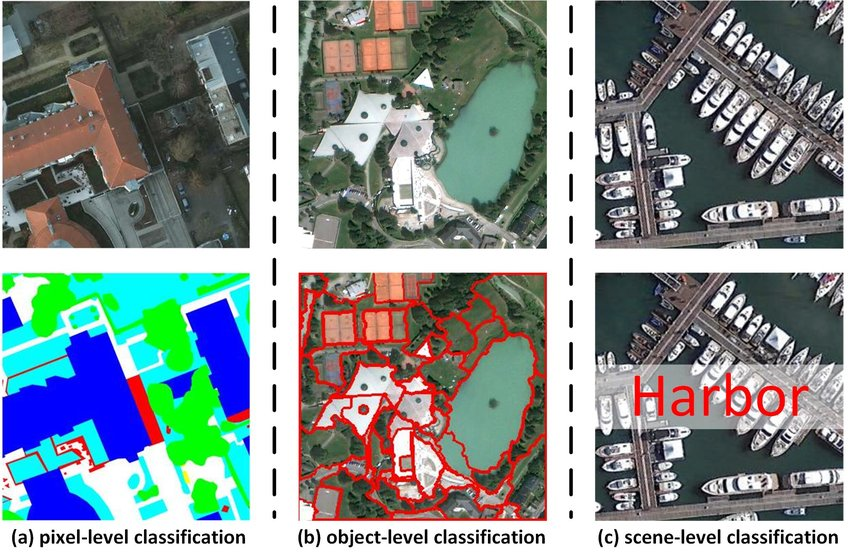 Harbor
(a) pixel-level classification
(b) object-level classification
(c) scene-level classification